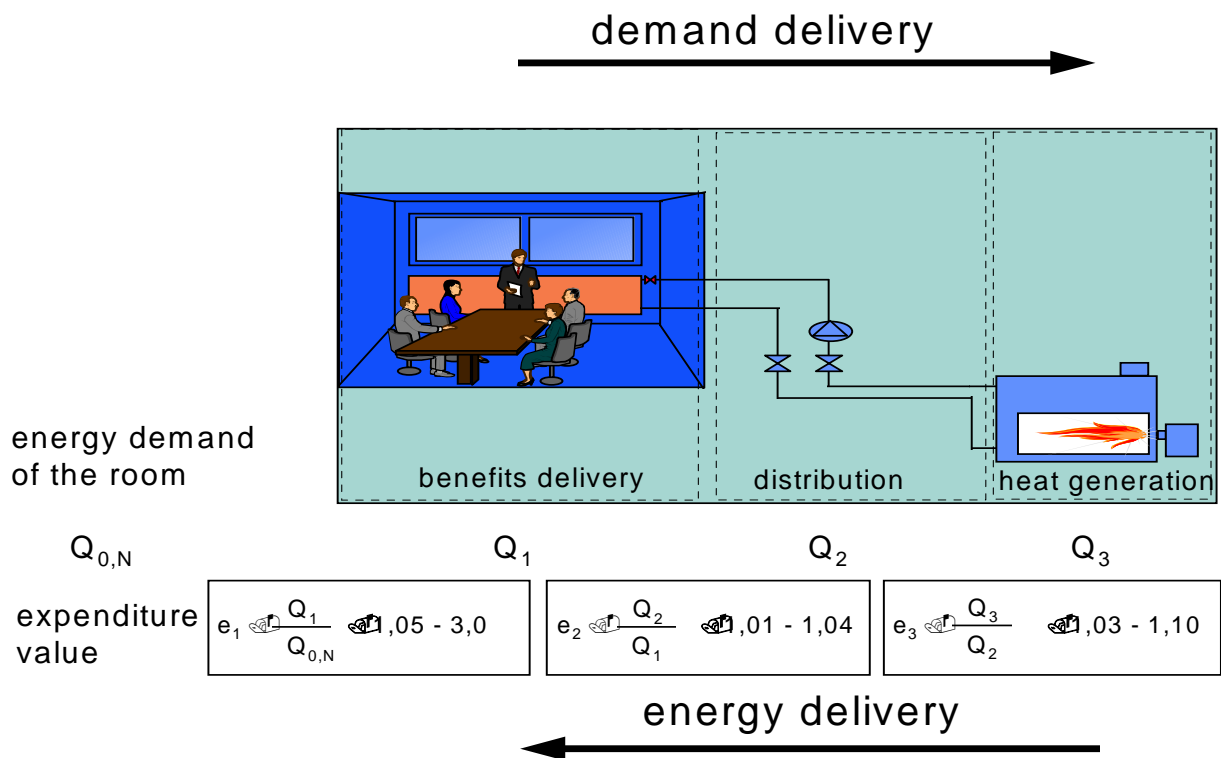 demand delivery
energy demand
of the room
benefits delivery
distribution
heat generation
Q0,N
Q1
Q2
Q3
expenditure
value
e1 Q1 / Q0,N 1,05 - 3,0
e2 Q2 / Q1 1,01 - 1,04
e3 Q3 / Q2 1,03 - 1,10
energy delivery